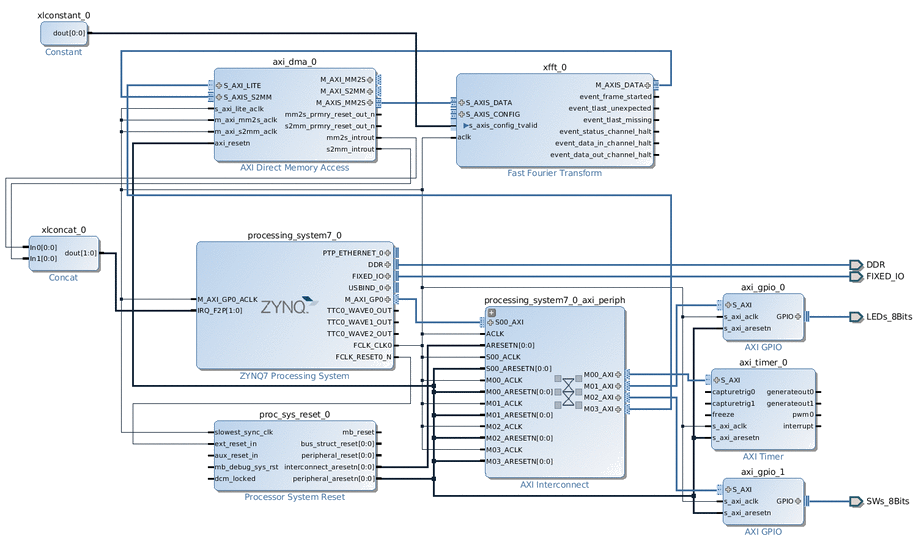 xlconstant_0
dout[0:0]
Constant
axi_dma_0
S_AXI_LITE
S_AXIS_S2MM
s_axi_lite_aclk
m_axi_mm2s_aclk
m_axi_s2mm_aclk
axi_resetn
M_AXI_MM2S
M_AXI_S2MM
M_AXIS_MM2S
mm2s_prmry_reset_out_n
s2mm_prmry_reset_out_n
mm2s_introut
s2mm_introut
AXI Direct Memory Access
xfft_0
S_AXIS_DATA
S_AXIS_CONFIG
s_axis_config_tvalid
aclk
M_AXIS_DATA
event_frame_started
event_tlast_unexpected
event_tlast_missing
event_status_channel_halt
event_data_in_channel_halt
event_data_out_channel_halt
Fast Fourier Transform
xlconcat_0
In0[0:0]
In1[0:0]
dout[1:0]
Concat
processing_system7_0
M_AXI_GP0_ACLK
IRQ_F2P[1:0]
ZYNQ
PTP_ETHERNET_0
DDR
FIXED_IO
USBIND_0
M_AXI_GP0
TTC0_WAVE0_OUT
TTC0_WAVE1_OUT
TTC0_WAVE2_OUT
FCLK_CLK0
FCLK_RESET0_N
ZYNQ7 Processing System
DDR
FIXED_IO
processing_system7_0_axi_periph
S00_AXI
ACLK
ARESETN[0:0]
S00_ACLK
S00_ARESETN[0:0]
M00_ACLK
M00_ARESETN[0:0]
M01_ACLK
M01_ARESETN[0:0]
M02_ACLK
M02_ARESETN[0:0]
M03_ACLK
M03_ARESETN[0:0]
M00_AXI
M01_AXI
M02_AXI
M03_AXI
AXI Interconnect
axi_gpio_0
S_AXI
s_axi_aclk
s_axi_aresetn
GPIO
AXI GPIO
LEDs_8Bits
axi_timer_0
S_AXI
capturetrig0
capturetrig1
freeze
s_axi_aclk
s_axi_aresetn
generateout0
generateout1
pwm0
interrupt
AXI Timer
proc_sys_reset_0
slowest_sync_clk
ext_reset_in
aux_reset_in
mb_debug_sys_rst
dcm_locked
mb_reset
bus_struct_reset[0:0]
peripheral_reset[0:0]
interconnect_aresetn[0:0]
peripheral_aresetn[0:0]
Processor System Reset
axi_gpio_1
S_AXI
s_axi_aclk
s_axi_aresetn
GPIO
AXI GPIO
SWs_8Bits